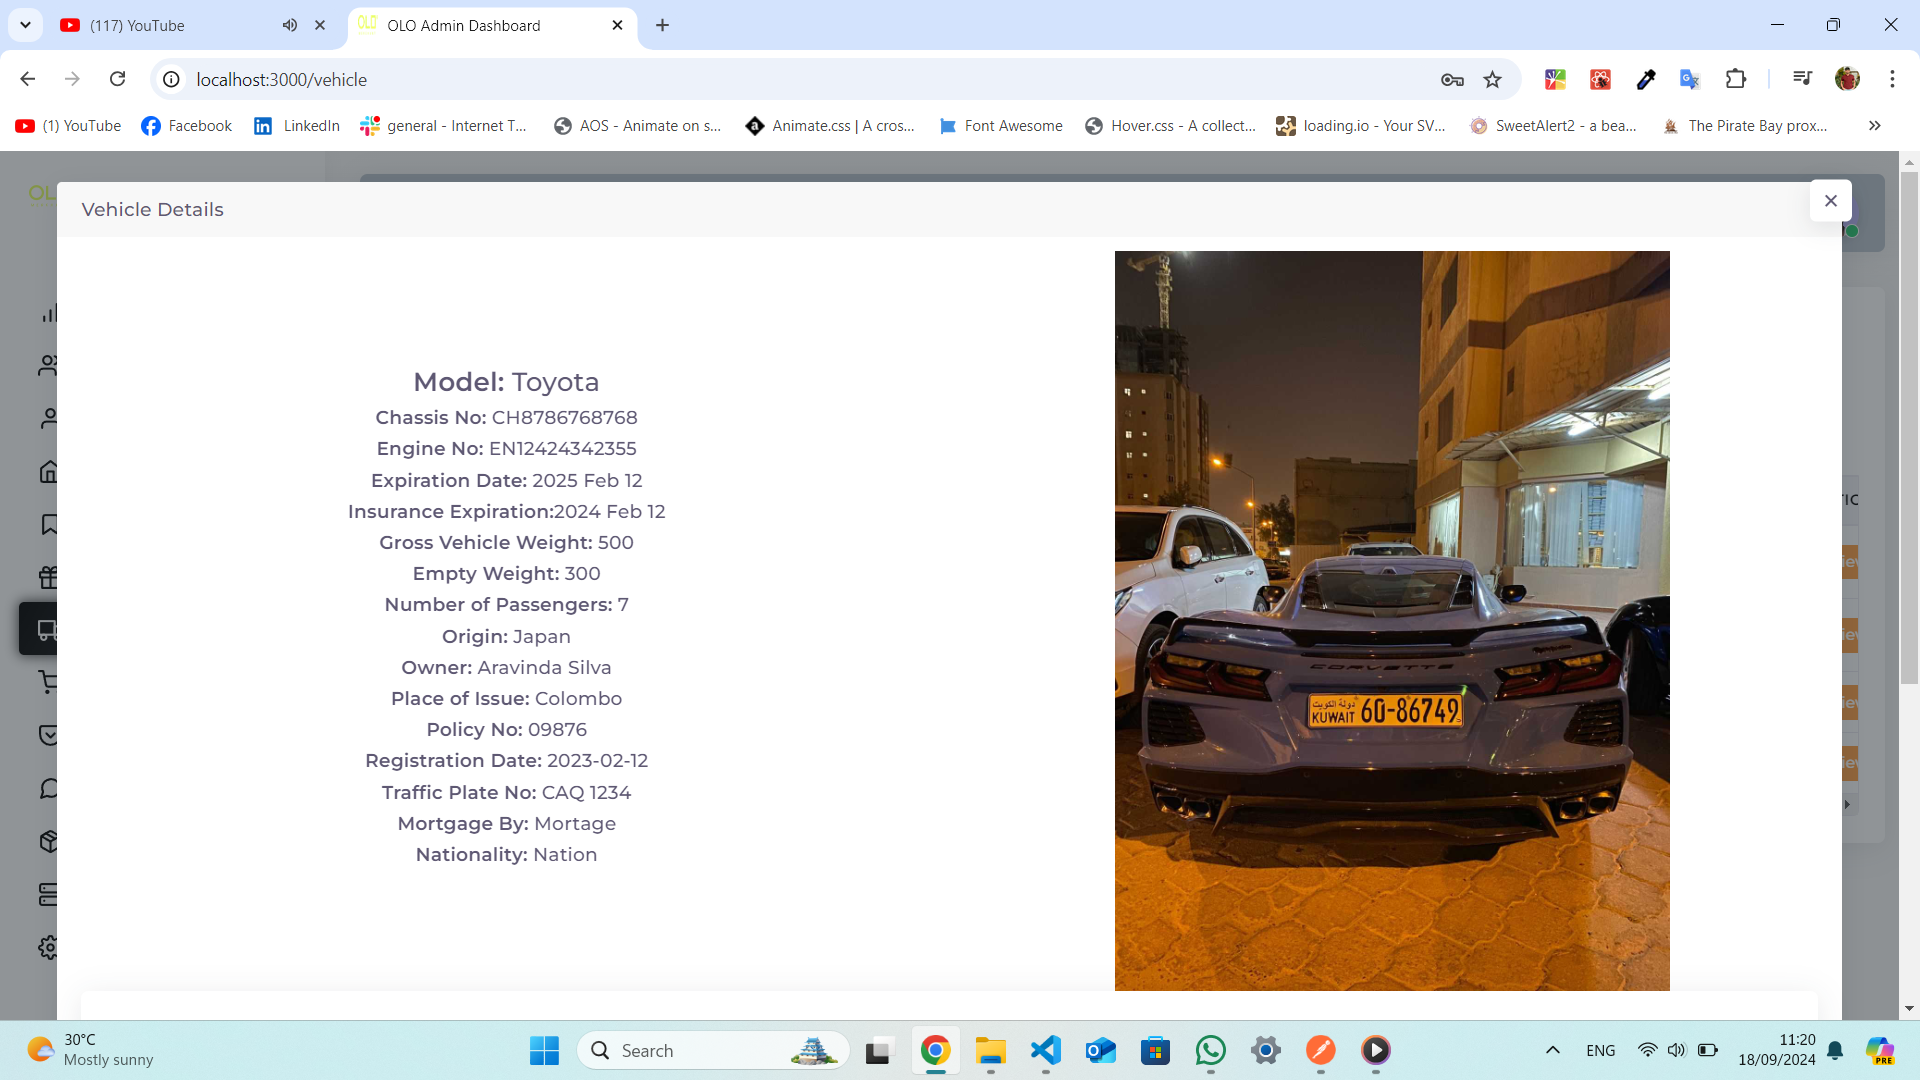 (117) YouTube
OLO Admin Dashboard
localhost:3000/vehicle
(1) YouTube
Facebook
LinkedIn
general - Internet T...
AOS - Animate on s...
Animate.css | A cros...
Font Awesome
Hover.css - A collect...
loading.io - Your SV...
SweetAlert2 - a bea...
The Pirate Bay prox...
Vehicle Details
Model: Toyota
Chassis No: CH8786768768
Engine No: EN12424342355
Expiration Date: 2025 Feb 12
Insurance Expiration:2024 Feb 12
Gross Vehicle Weight: 500
Empty Weight: 300
Number of Passengers: 7
Origin: Japan
Owner: Aravinda Silva
Place of Issue: Colombo
Policy No: 09876
Registration Date: 2023-02-12
Traffic Plate No: CAQ 1234
Mortgage By: Mortage
Nationality: Nation
CORVETTE
دولة الكويت
KUWAIT 60-86749
30°C
Mostly sunny
Search
PRE
ENG
11:20
18/09/2024